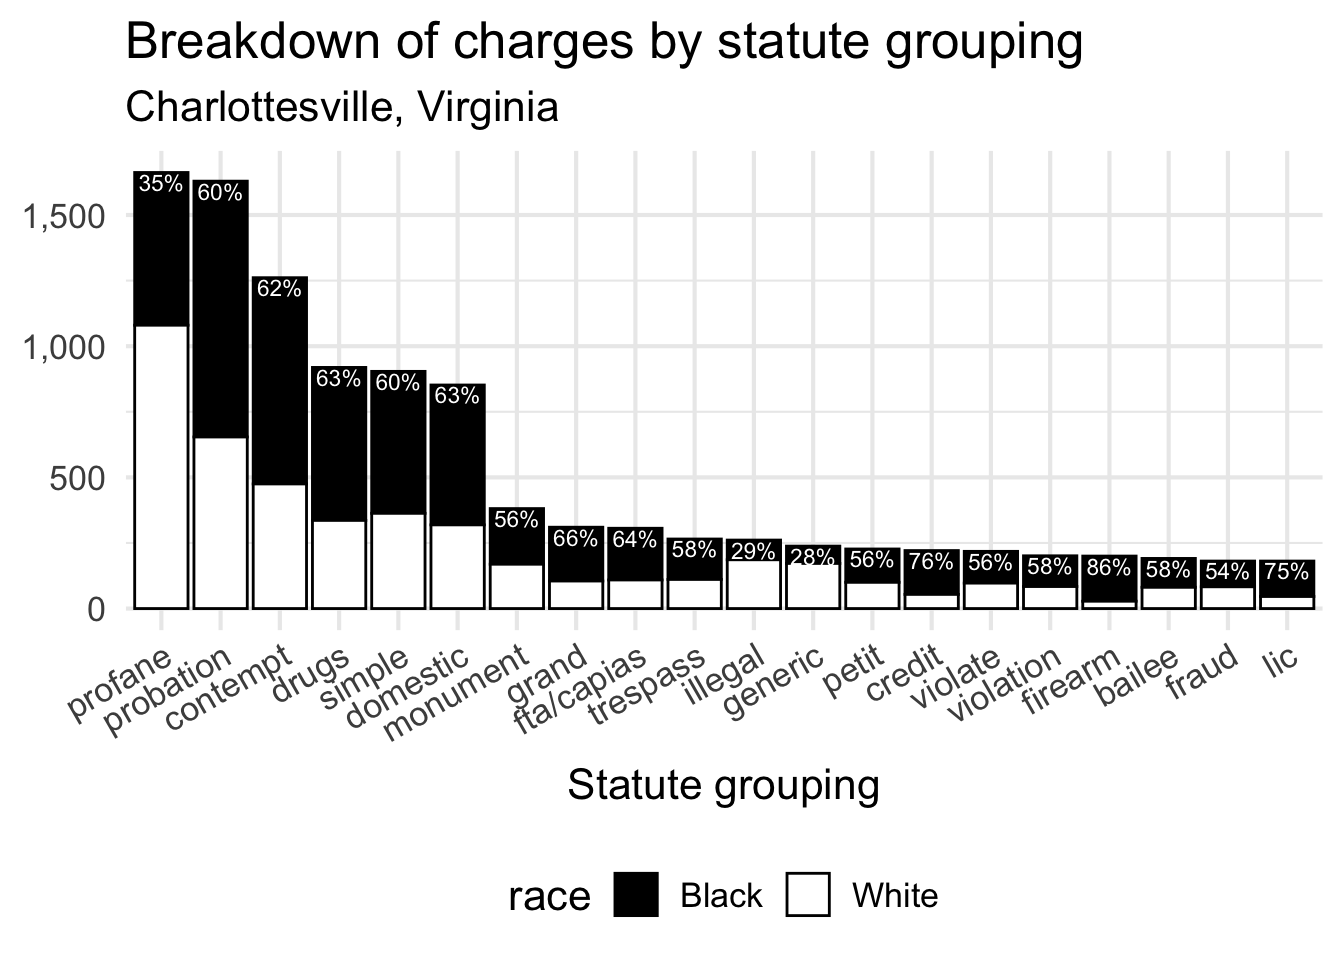 Breakdown of charges by statute grouping
Charlottesville, Virginia
1,500
1,000
500
0
35%
60%
62%
63%
60%
63%
56%
66%
64%
58%
29%
28%
56%
76%
56%
58%
86%
58%
54%
75%
profane
probation
contempt
drugs
simple
domestic
monument
grand
fta/capias
trespass
illegal
generic
petit
credit
violate
violation
firearm
bailee
fraud
lic
Statute grouping
race Black White